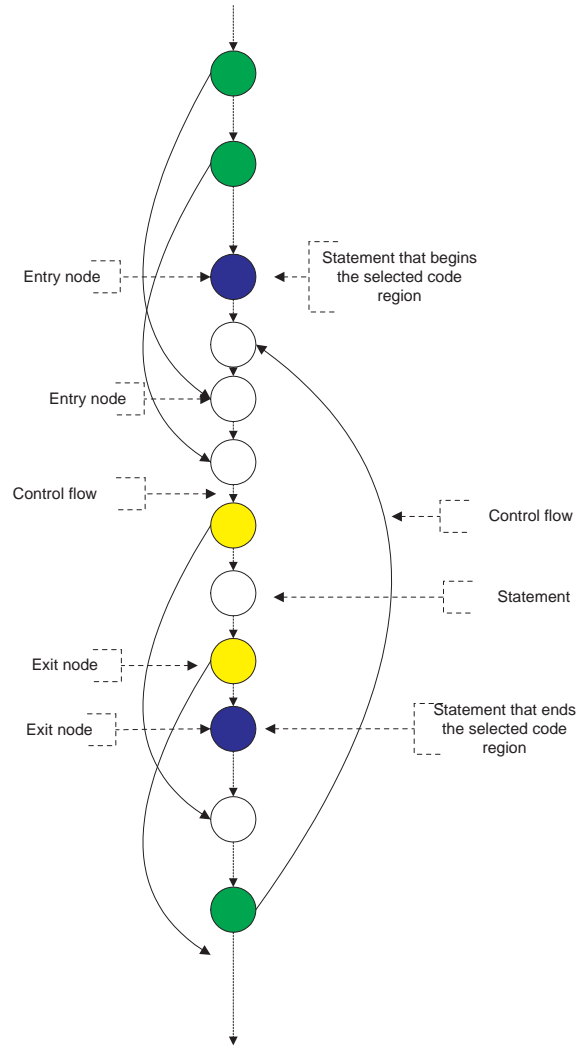 Entry node
Statement that begins
the selected code
region
Entry node
Control flow
Control flow
Statement
Exit node
Exit node
Statement that ends
the selected code
region